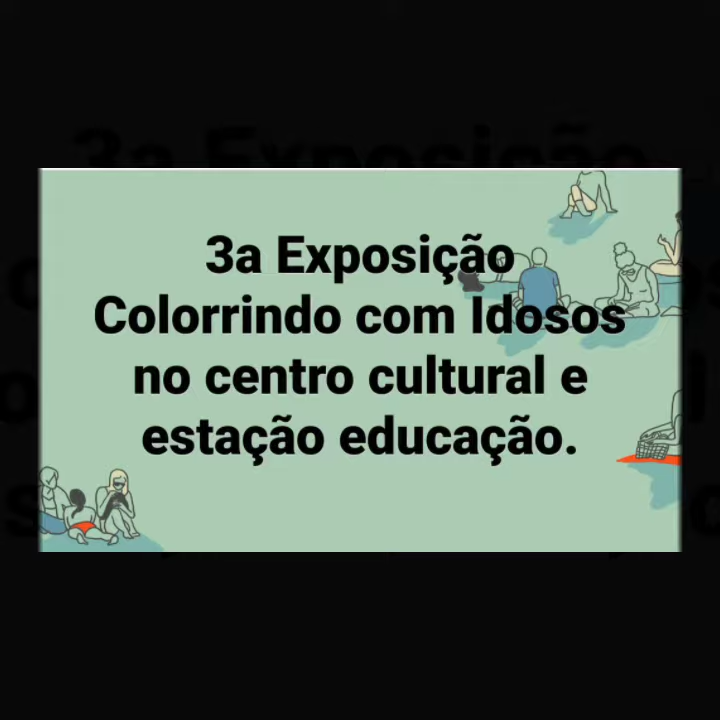 3a Exposição
Colorrindo com Idosos
no centro cultural e
estação educação.